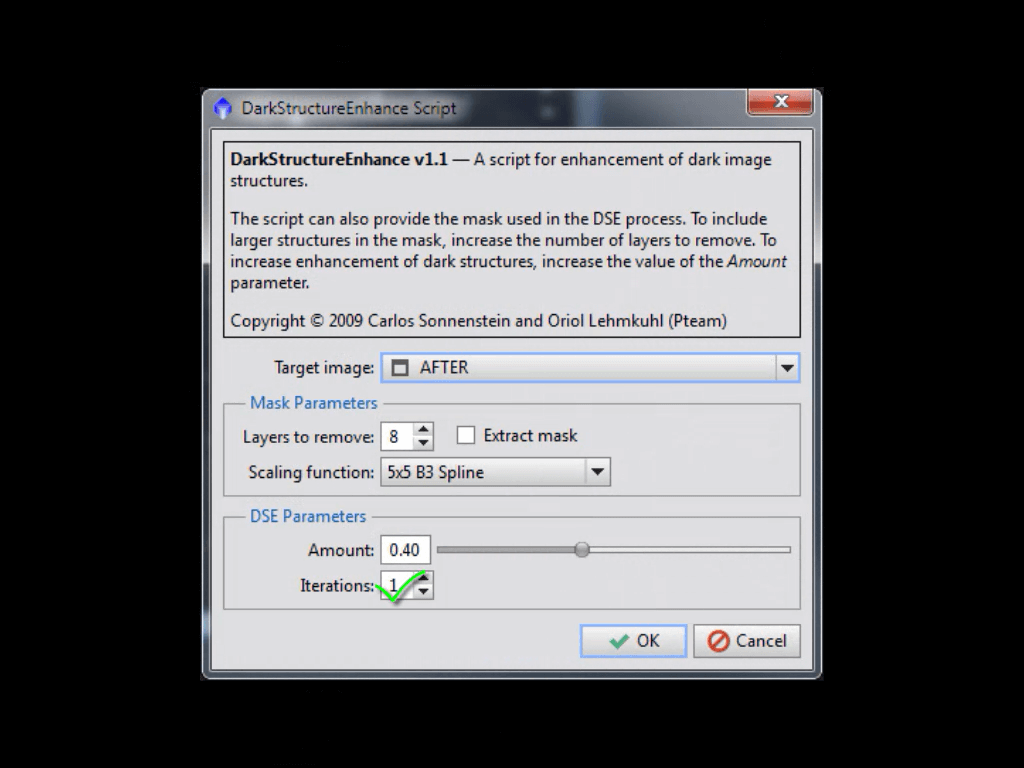 DarkStructureEnhance Script
DarkStructureEnhance v1.1 — A script for enhancement of dark image
structures.
The script can also provide the mask used in the DSE process. To include
larger structures in the mask, increase the number of layers to remove. To
increase enhancement of dark structures, increase the value of the Amount
parameter.
Copyright © 2009 Carlos Sonnenstein and Oriol Lehmkuhl (Pteam)
Target image: AFTER
Mask Parameters
Layers to remove: 8 Extract mask
Scaling function: 5x5 B3 Spline
DSE Parameters
Amount: 0.40
Iterations: 1
OK Cancel